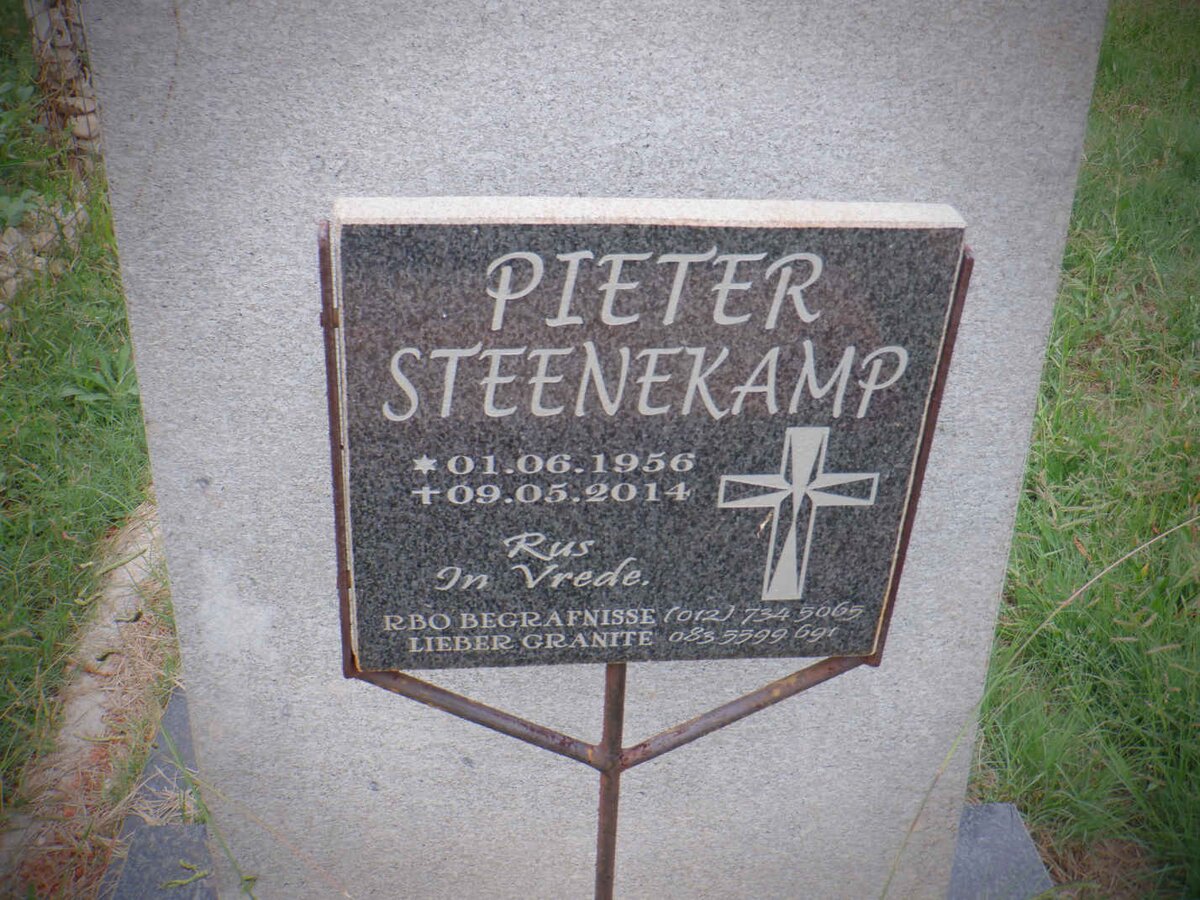 PIETER
STEENEKAMP
* 01.06.1956
✝ 09.05.2014
Rus
In Vrede.
RBO BEGRAFNISSE (012) 734 5065
LIEBER GRANITE 083 5599 691